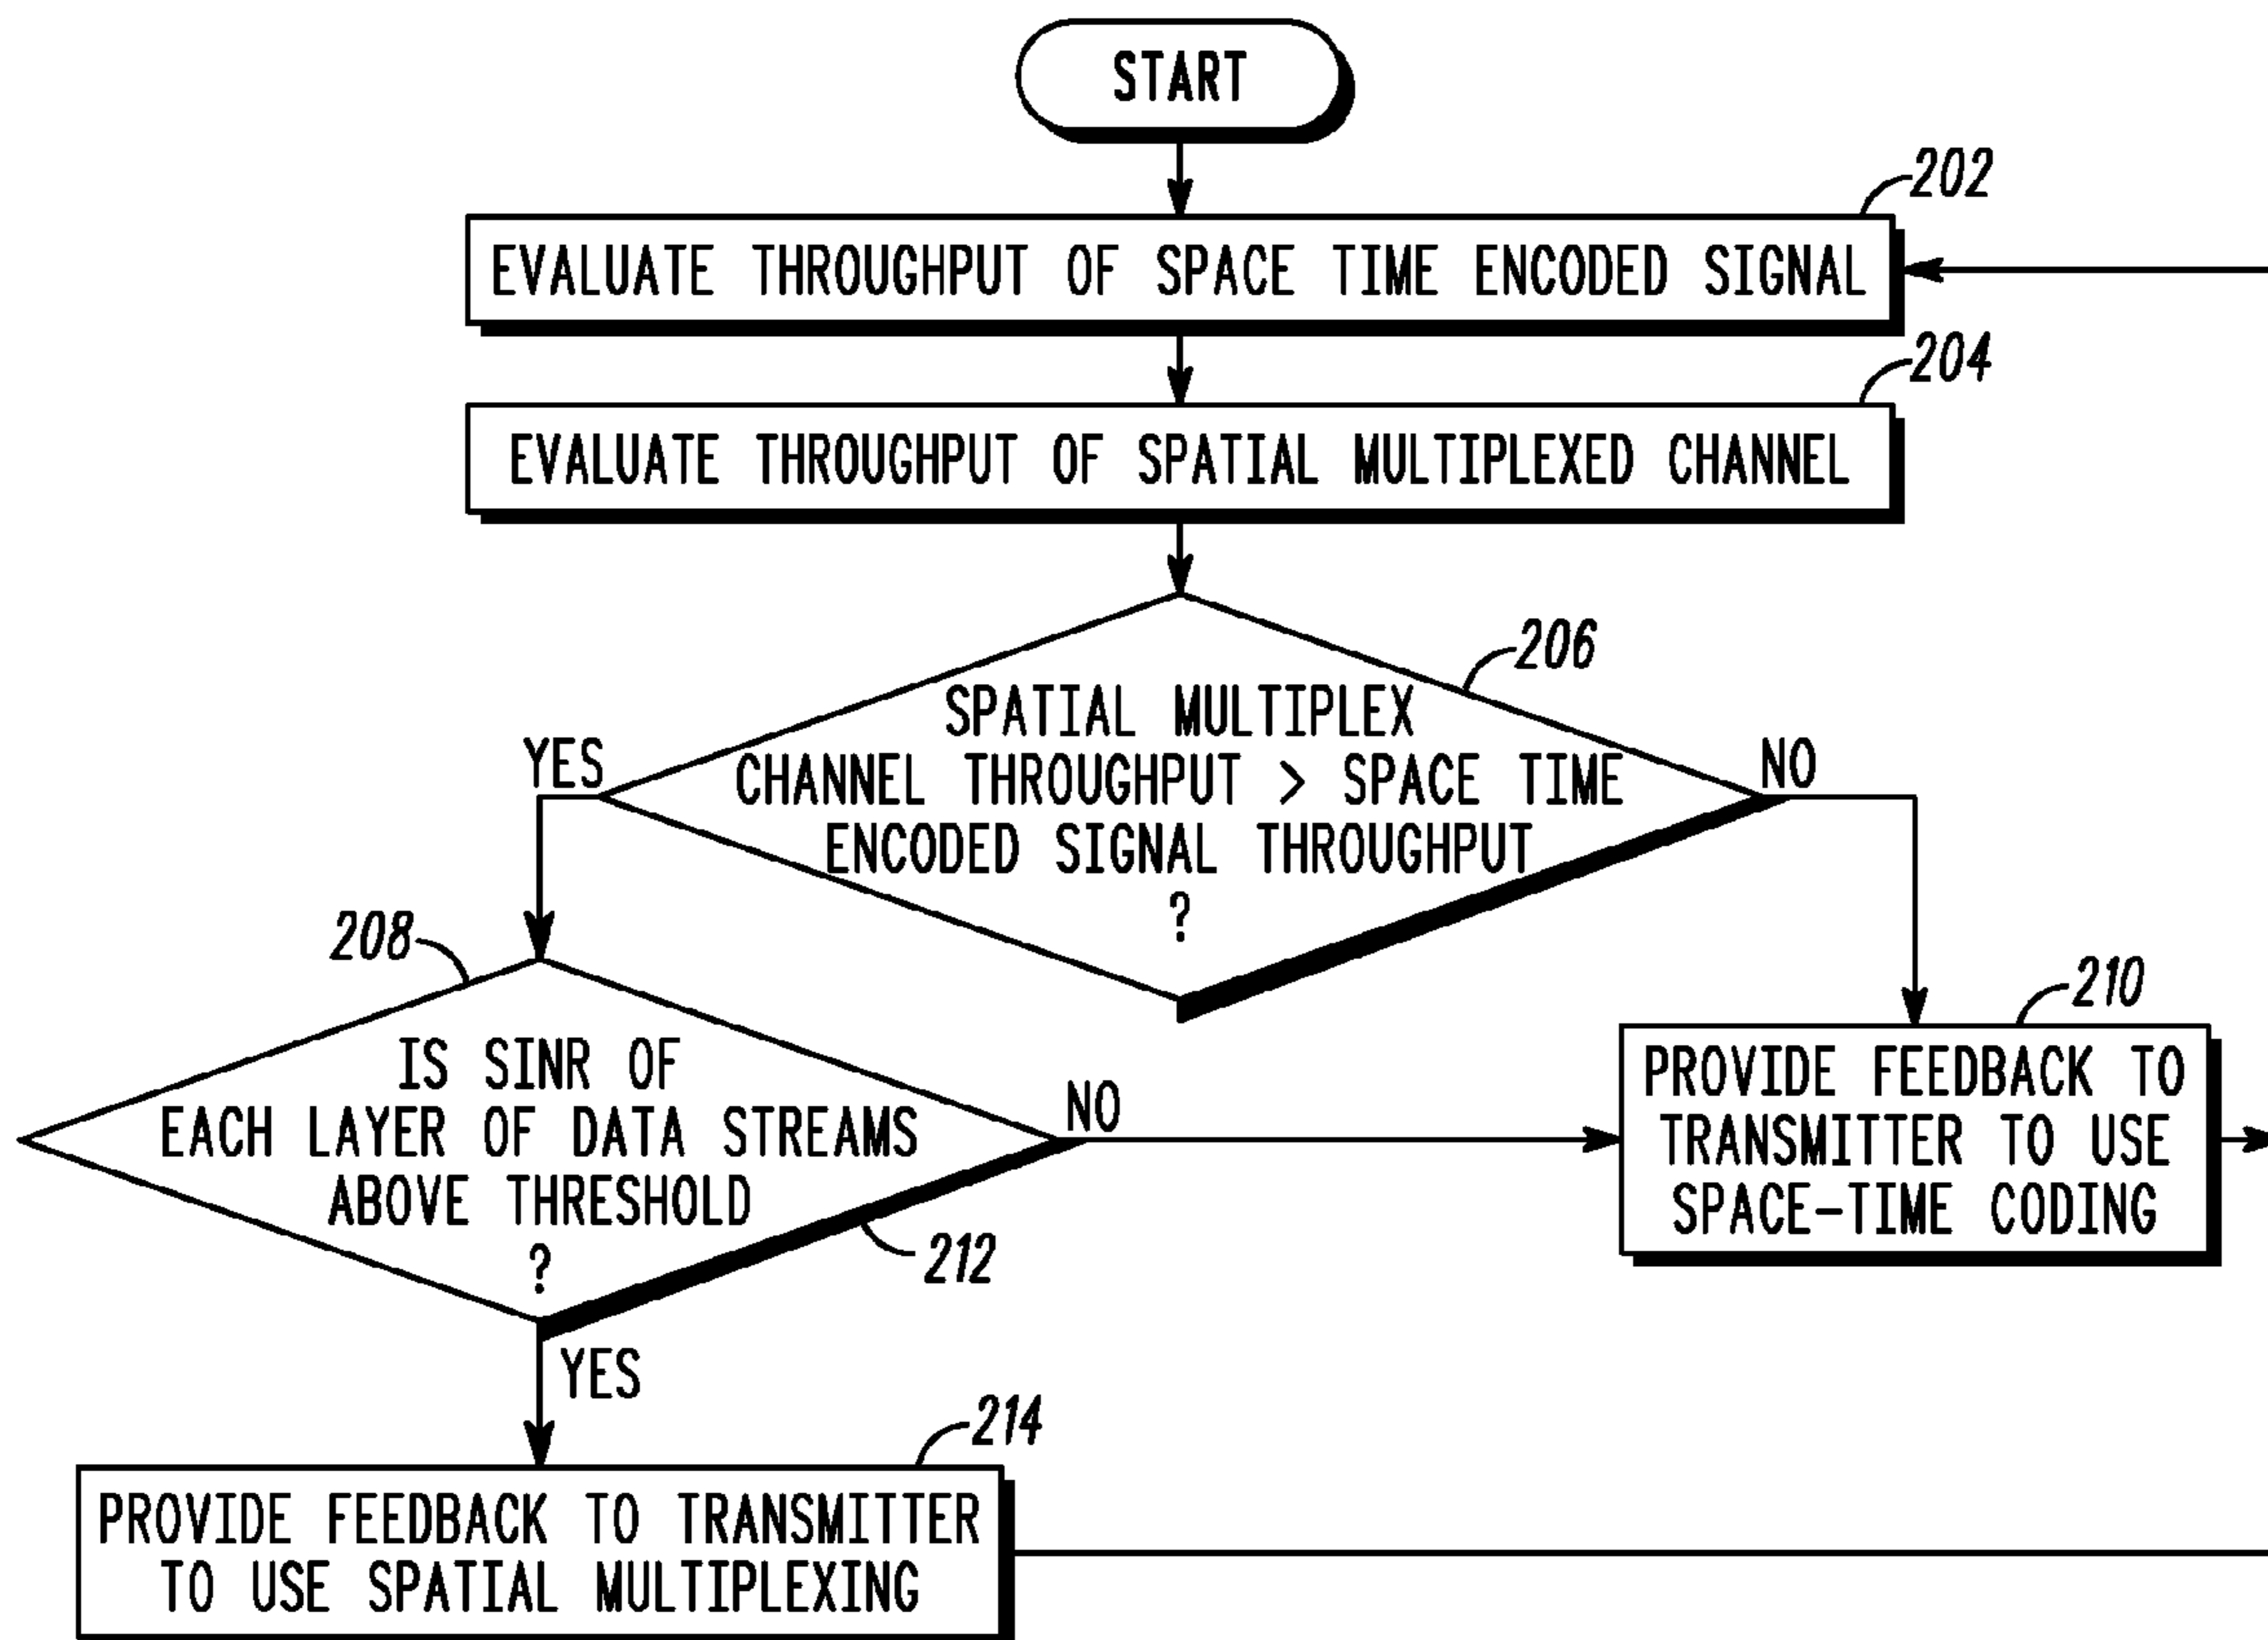 START
202
EVALUATE THROUGHPUT OF SPACE TIME ENCODED SIGNAL
204
EVALUATE THROUGHPUT OF SPATIAL MULTIPLEXED CHANNEL
206
SPATIAL MULTIPLEX
CHANNEL THROUGHPUT > SPACE TIME
ENCODED SIGNAL THROUGHPUT
?
YES
NO
208
IS SINR OF
EACH LAYER OF DATA STREAMS
ABOVE THRESHOLD
?
NO
212
YES
210
PROVIDE FEEDBACK TO
TRANSMITTER TO USE
SPACE-TIME CODING
214
PROVIDE FEEDBACK TO TRANSMITTER
TO USE SPATIAL MULTIPLEXING